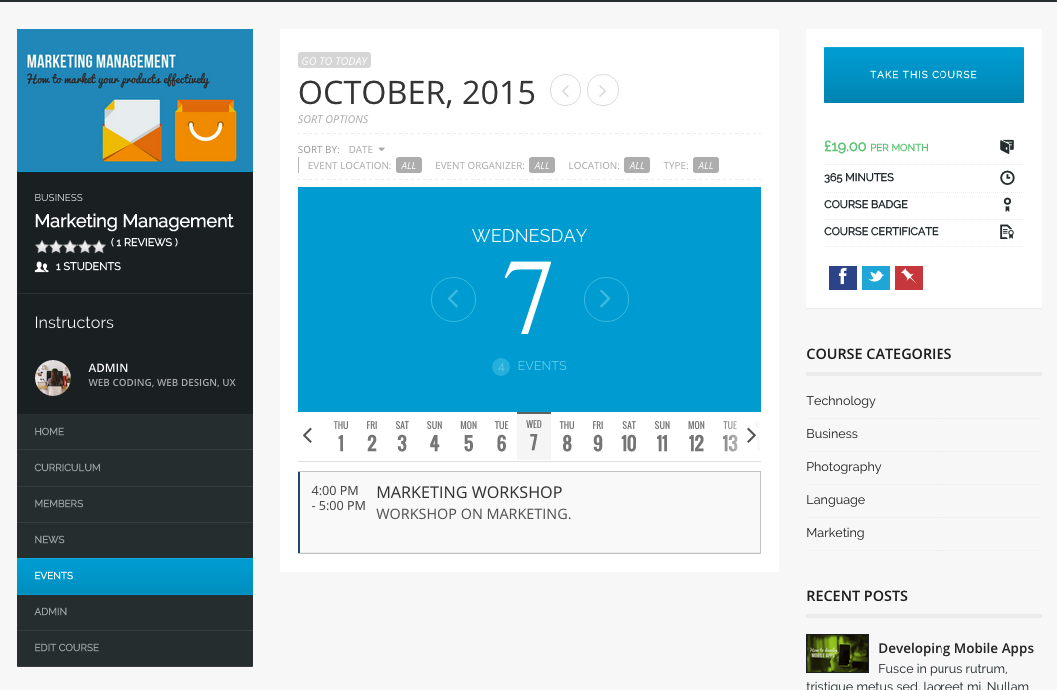 MARKETING MANAGEMENT
How to market your products effectively
BUSINESS
Marketing Management
( 1 REVIEWS )
1 STUDENTS
Instructors
ADMIN
WEB CODING, WEB DESIGN, UX
HOME
CURRICULUM
MEMBERS
NEWS
EVENTS
ADMIN
EDIT COURSE
GO TO TODAY
OCTOBER, 2015
SORT OPTIONS
SORT BY: DATE
EVENT LOCATION: ALL EVENT ORGANIZER: ALL LOCATION: ALL TYPE: ALL
WEDNESDAY
7
4 EVENTS
THU FRI SAT SUN MON TUE WED THU FRI SAT SUN MON TUE
1 2 3 4 5 6 7 8 9 10 11 12 13
4:00 PM
- 5:00 PM
MARKETING WORKSHOP
WORKSHOP ON MARKETING.
TAKE THIS COURSE
£19.00 PER MONTH
365 MINUTES
COURSE BADGE
COURSE CERTIFICATE
COURSE CATEGORIES
Technology
Business
Photography
Language
Marketing
RECENT POSTS
Developing Mobile Apps
Fusce in purus rutrum,
tristique metus sed, laoreet mi. Nullam